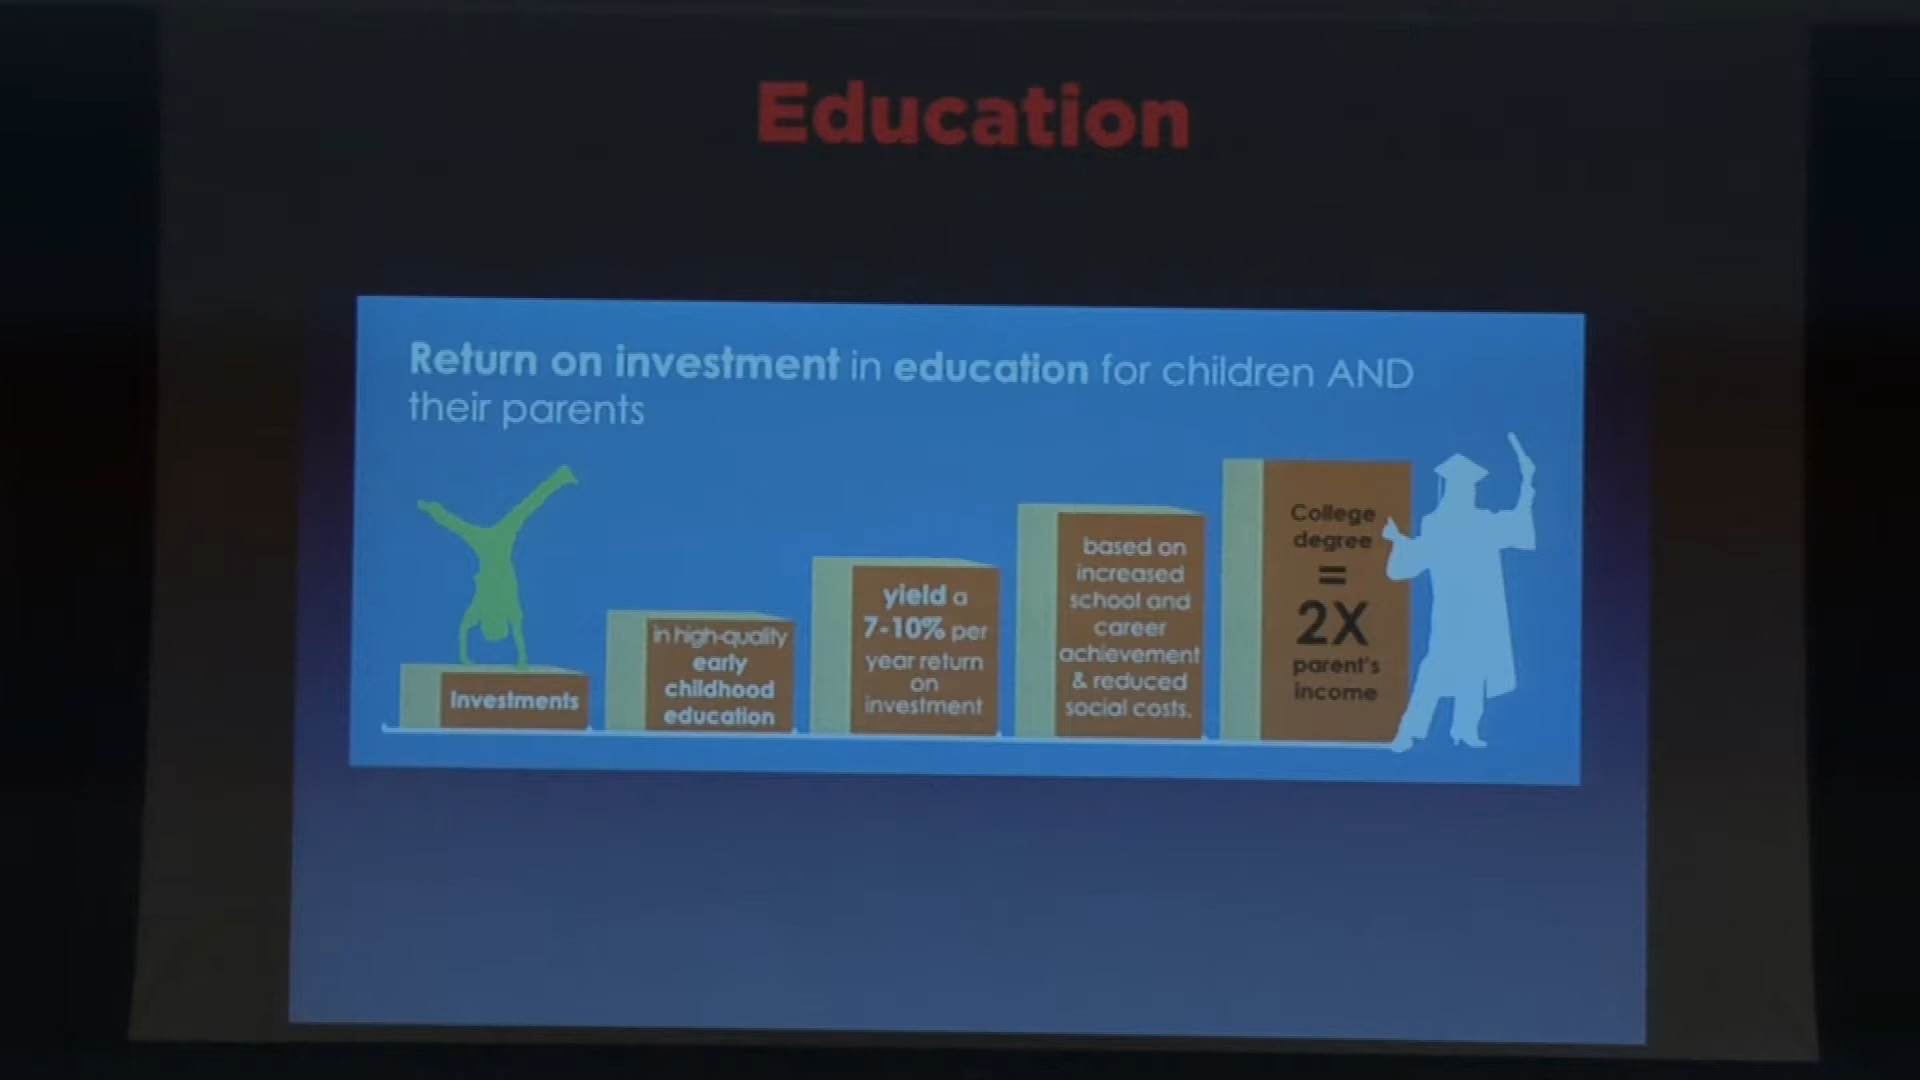 Education
Return on investment in education for children AND
their parents
Investments
in high-quality
early
childhood
education
yield a
7-10% per
year return
on
investment
based on
increased
school and
career
achievement
& reduced
social costs.
College
degree
=
2X
parent's
income